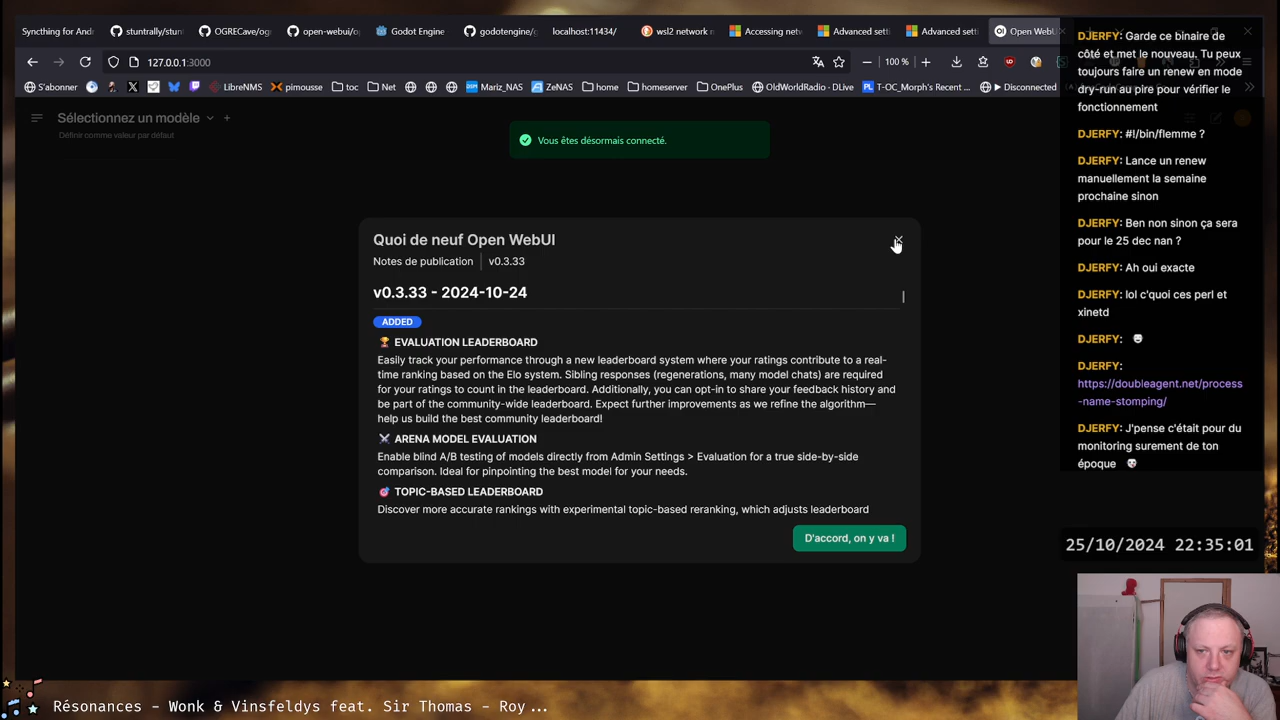 Syncthing for And
stuntrally/stun
OGRECave/og
open-webui/o
Godot Engine
godotengine/g
localhost:11434/
wsl2 network
Accessing net
Advanced sett
Advanced sett
Open WebU
127.0.0.1:3000
100 %
S'abonner
LibreNMS
pimousse
toc
Net
Mariz_NAS
ZeNAS
home
homeserver
OnePlus
OldWorldRadio - DLive
T-OC_Morph's Recent ...
Disconnected
Sélectionnez un modèle
Définir comme valeur par défaut
Vous êtes désormais connecté.
Quoi de neuf Open WebUI
Notes de publication
v0.3.33
v0.3.33 - 2024-10-24
ADDED
EVALUATION LEADERBOARD
Easily track your performance through a new leaderboard system where your ratings contribute to a real-
time ranking based on the Elo system. Sibling responses (regenerations, many model chats) are required
for your ratings to count in the leaderboard. Additionally, you can opt-in to share your feedback history and
be part of the community-wide leaderboard. Expect further improvements as we refine the algorithm—
help us build the best community leaderboard!
ARENA MODEL EVALUATION
Enable blind A/B testing of models directly from Admin Settings > Evaluation for a true side-by-side
comparison. Ideal for pinpointing the best model for your needs.
TOPIC-BASED LEADERBOARD
Discover more accurate rankings with experimental topic-based reranking, which adjusts leaderboard
D'accord, on y va !
DJERFY: Garde ce binaire de
côté et met le nouveau. Tu peux
toujours faire un renew en mode
dry-run au pire pour vérifier le
fonctionnement
DJERFY: #!/bin/flemme ?
DJERFY: Lance un renew
manuellement la semaine
prochaine sinon
DJERFY: Ben non sinon ça sera
pour le 25 dec nan ?
DJERFY: Ah oui exacte
DJERFY: lol c'quoi ces perl et
xinetd
DJERFY:
DJERFY:
https://doubleagent.net/process
-name-stomping/
DJERFY: J'pense c'était pour du
monitoring surement de ton
époque
25/10/2024 22:35:01
Résonances - Wonk & Vinsfeldys feat. Sir Thomas - Roy...